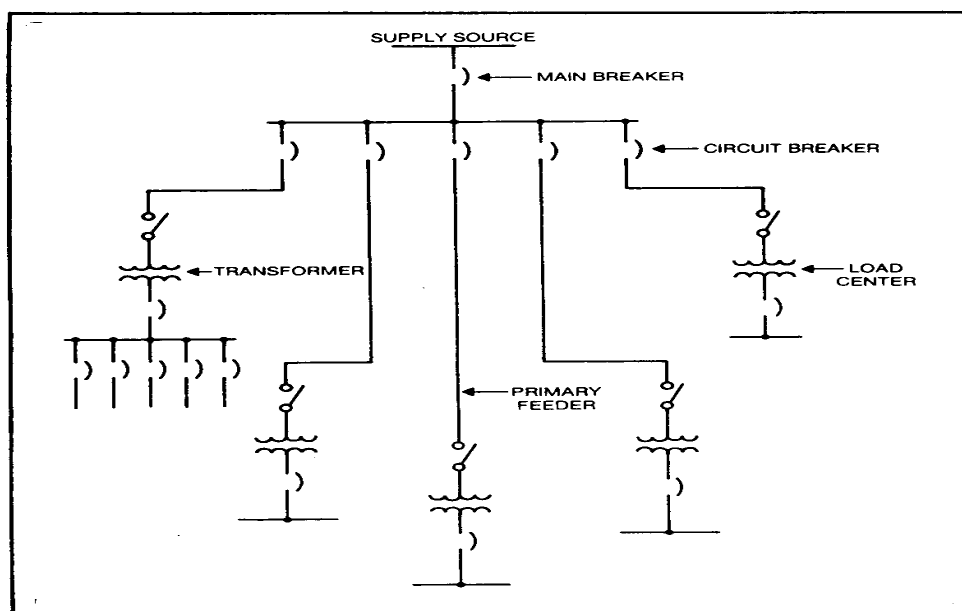 SUPPLY SOURCE
MAIN BREAKER
CIRCUIT BREAKER
TRANSFORMER
LOAD
CENTER
PRIMARY
FEEDER